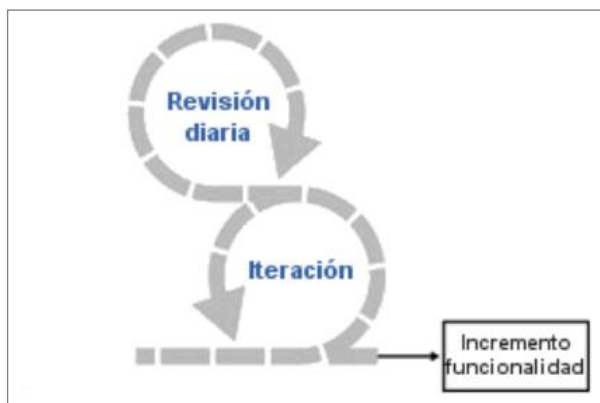 Revisión
diaria
Iteración
Incremento
funcionalidad